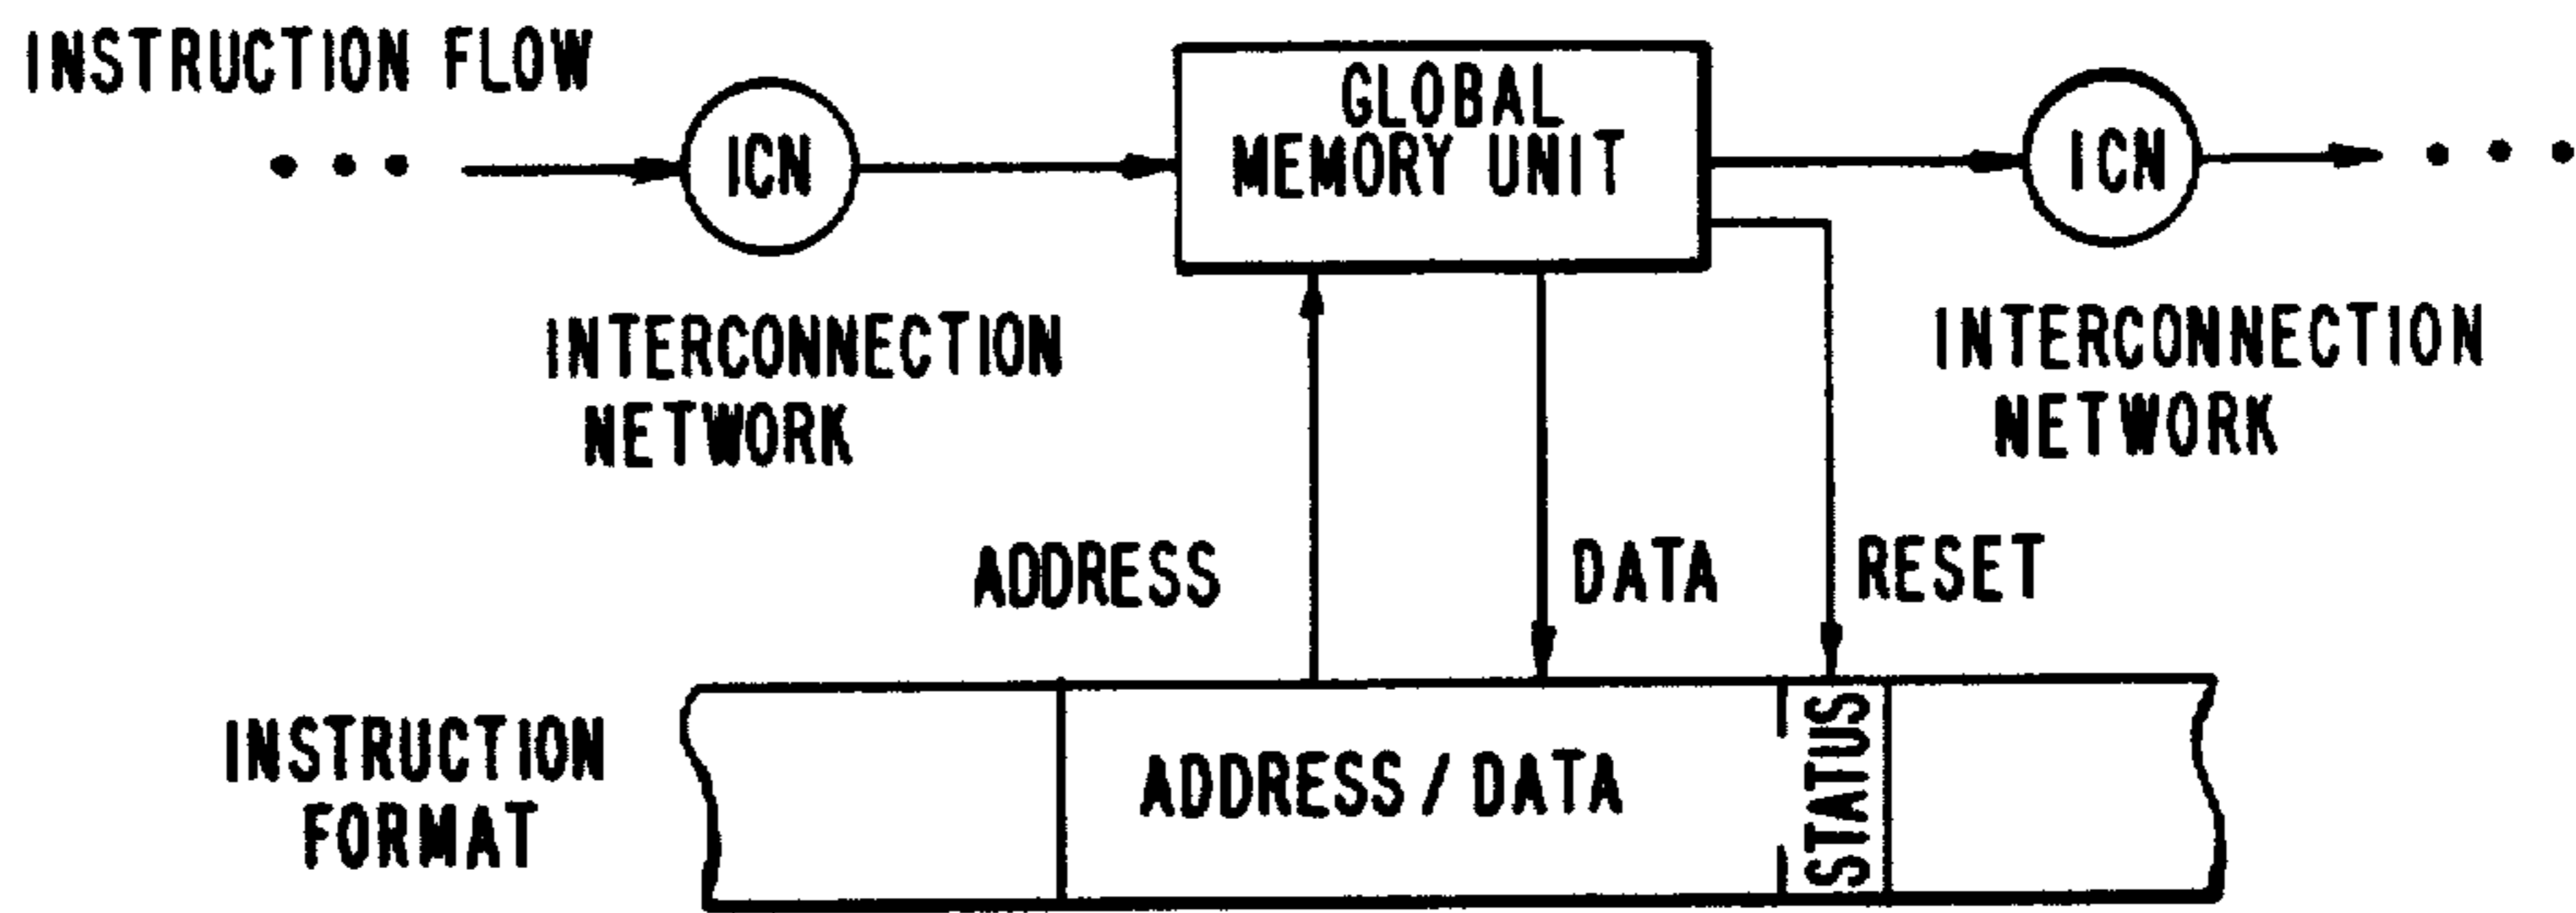 INSTRUCTION FLOW
ICN
GLOBAL
MEMORY UNIT
ICN
INTERCONNECTION
NETWORK
INTERCONNECTION
NETWORK
ADDRESS
DATA
RESET
INSTRUCTION
FORMAT
ADDRESS / DATA
STATUS